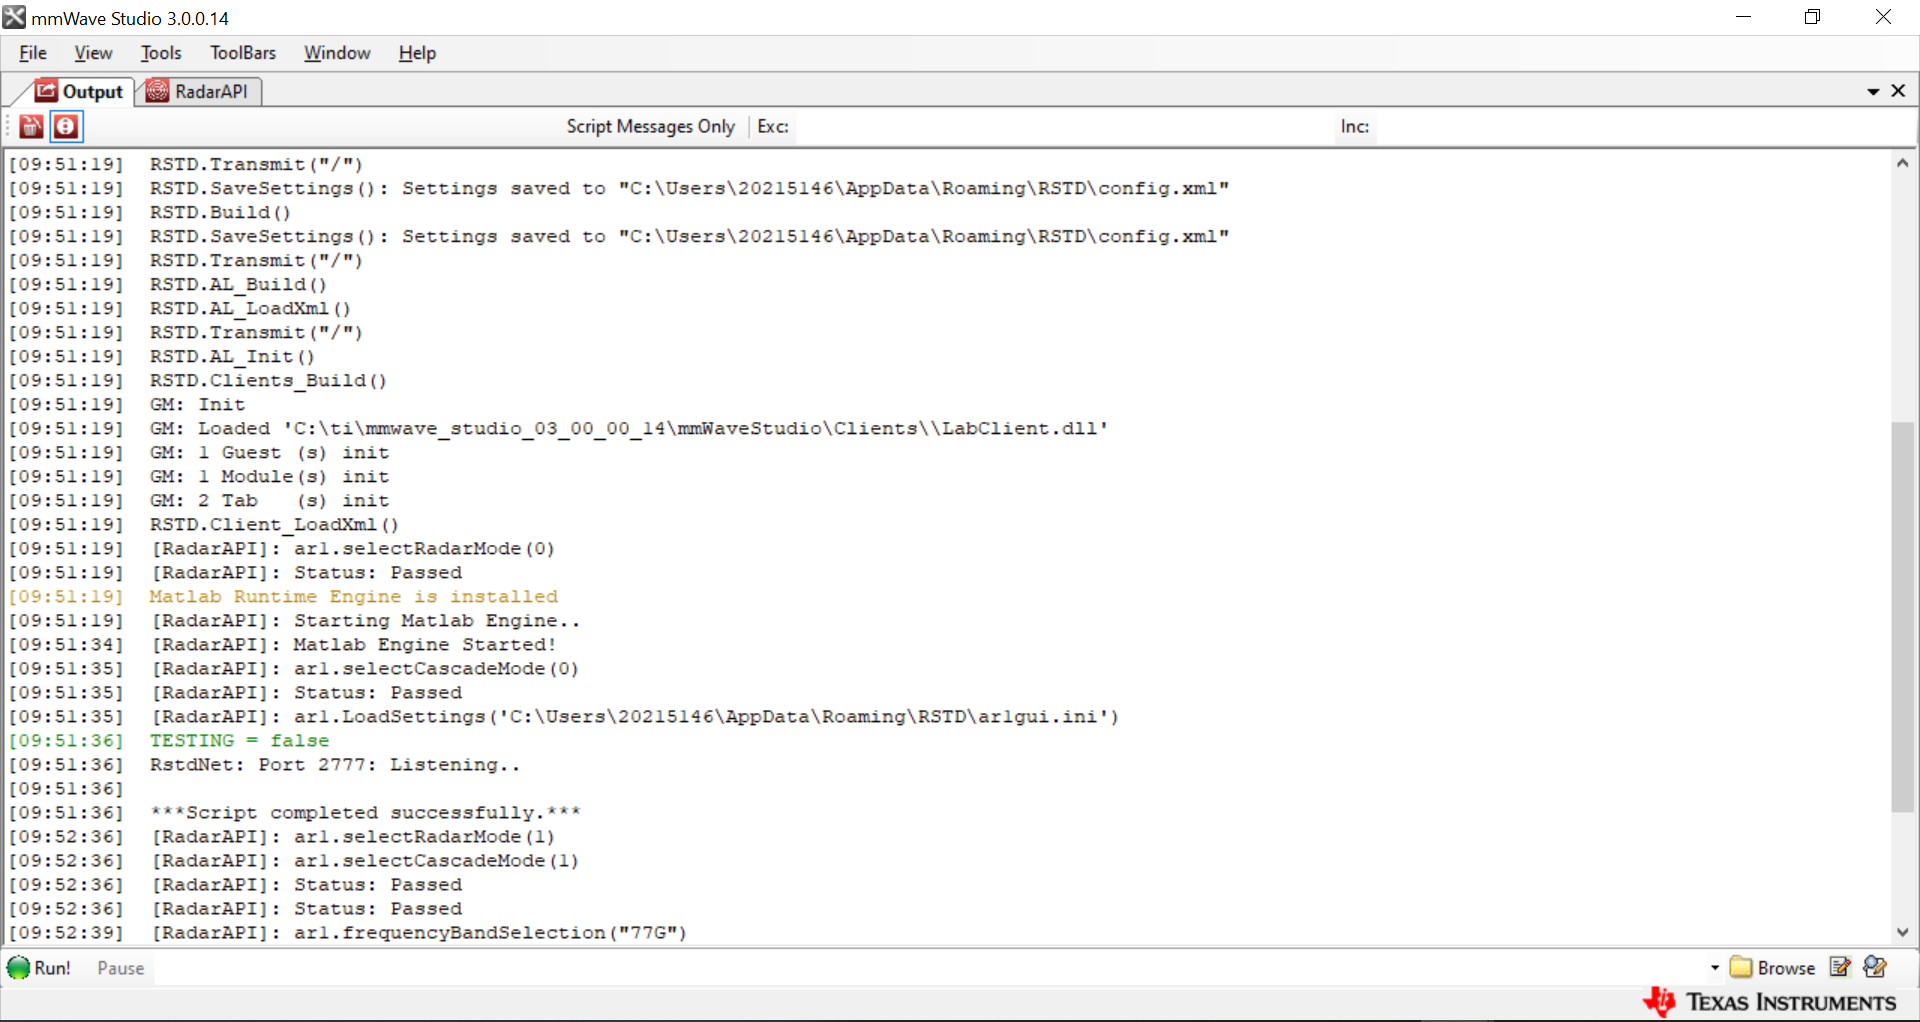 mmWave Studio 3.0.0.14
File View Tools ToolBars Window Help
Output RadarAPI
Script Messages Only Exc: Inc:
[09:51:19] RSTD.Transmit("/")
[09:51:19] RSTD.SaveSettings(): Settings saved to "C:\Users\20215146\AppData\Roaming\RSTD\config.xml"
[09:51:19] RSTD.Build()
[09:51:19] RSTD.SaveSettings(): Settings saved to "C:\Users\20215146\AppData\Roaming\RSTD\config.xml"
[09:51:19] RSTD.Transmit("/")
[09:51:19] RSTD.AL_Build()
[09:51:19] RSTD.AL_LoadXml()
[09:51:19] RSTD.Transmit("/")
[09:51:19] RSTD.AL_Init()
[09:51:19] RSTD.Clients_Build()
[09:51:19] GM: Init
[09:51:19] GM: Loaded 'C:\ti\mmwave_studio_03_00_00_14\mmWaveStudio\Clients\\LabClient.dll'
[09:51:19] GM: 1 Guest (s) init
[09:51:19] GM: 1 Module(s) init
[09:51:19] GM: 2 Tab   (s) init
[09:51:19] RSTD.Client_LoadXml()
[09:51:19] [RadarAPI]: ar1.selectRadarMode(0)
[09:51:19] [RadarAPI]: Status: Passed
[09:51:19] Matlab Runtime Engine is installed
[09:51:19] [RadarAPI]: Starting Matlab Engine..
[09:51:34] [RadarAPI]: Matlab Engine Started!
[09:51:35] [RadarAPI]: ar1.selectCascadeMode(0)
[09:51:35] [RadarAPI]: Status: Passed
[09:51:35] [RadarAPI]: ar1.LoadSettings('C:\Users\20215146\AppData\Roaming\RSTD\ar1gui.ini')
[09:51:36] TESTING = false
[09:51:36] RstdNet: Port 2777: Listening..
[09:51:36]
[09:51:36] ***Script completed successfully.***
[09:52:36] [RadarAPI]: ar1.selectRadarMode(1)
[09:52:36] [RadarAPI]: ar1.selectCascadeMode(1)
[09:52:36] [RadarAPI]: Status: Passed
[09:52:36] [RadarAPI]: Status: Passed
[09:52:39] [RadarAPI]: ar1.frequencyBandSelection("77G")
Run! Pause Browse
TEXAS INSTRUMENTS